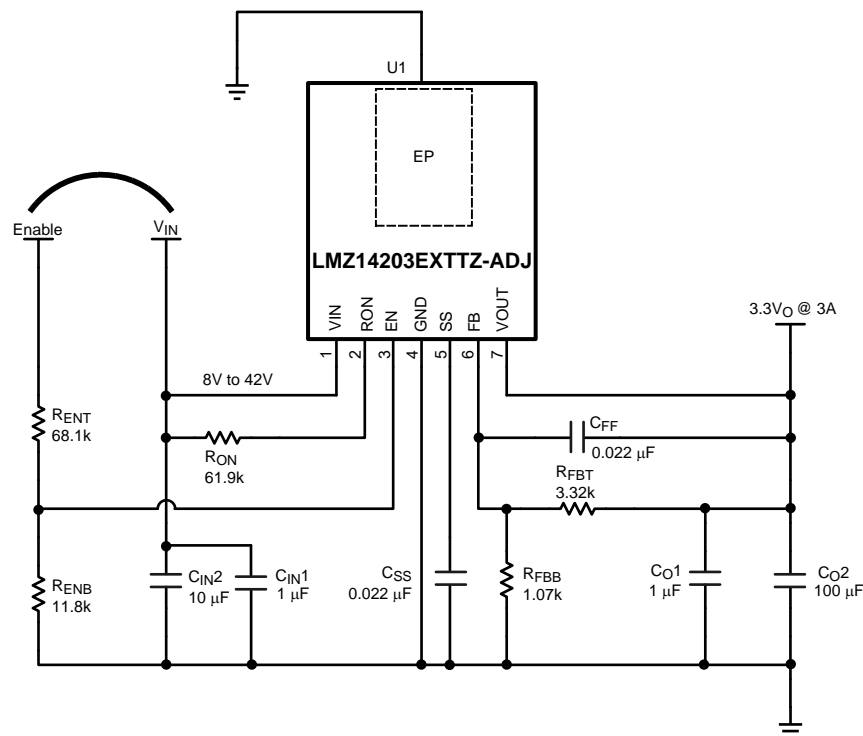 U1
EP
Enable
VIN
LMZ14203EXTTZ-ADJ
VIN
RON
EN
GND
SS
FB
VOUT
1
2
3
4
5
6
7
3.3VO @ 3A
8V to 42V
RENT
68.1k
RON
61.9k
CFF
0.022 μF
RFBT
3.32k
RENB
11.8k
CIN2
10 μF
CIN1
1 μF
CSS
0.022 μF
RFBB
1.07k
CO1
1 μF
CO2
100 μF